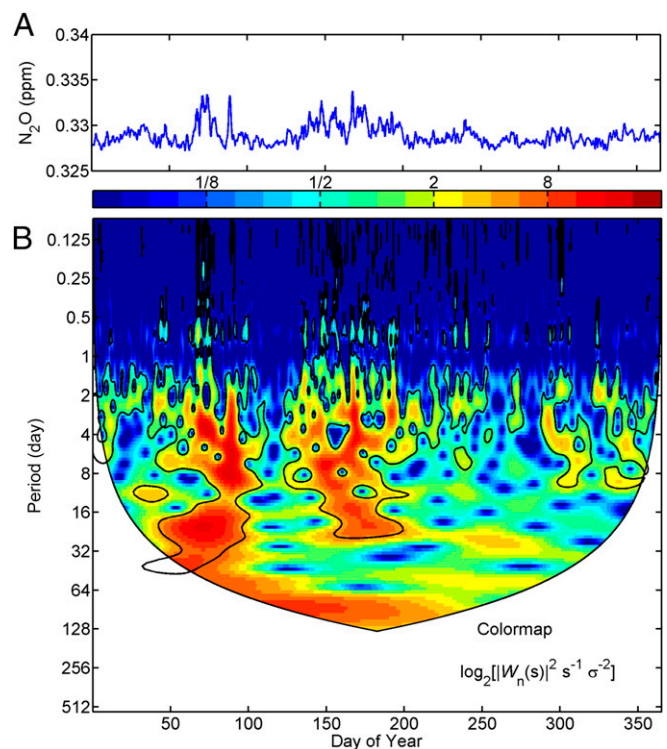 A
0.34
0.335
0.33
0.325
N₂O (ppm)
1/8 1/2 2 8
B
0.125
0.25
0.5
1
2
4
8
16
32
64
128
256
512
Period (day)
Colormap
log₂[|Wₙ(s)|² s⁻¹ σ⁻²]
50 100 150 200 250 300 350
Day of Year